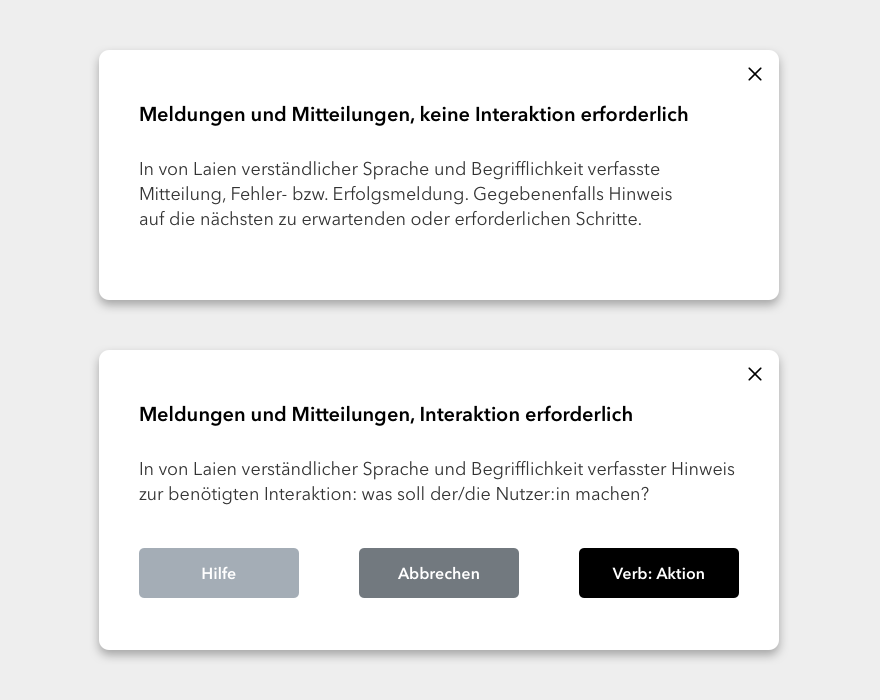 Meldungen und Mitteilungen, keine Interaktion erforderlich
In von Laien verständlicher Sprache und Begrifflichkeit verfasste
Mitteilung, Fehler- bzw. Erfolgsmeldung. Gegebenenfalls Hinweis
auf die nächsten zu erwartenden oder erforderlichen Schritte.
Meldungen und Mitteilungen, Interaktion erforderlich
In von Laien verständlicher Sprache und Begrifflichkeit verfasster Hinweis
zur benötigten Interaktion: was soll der/die Nutzer:in machen?
Hilfe Abbrechen Verb: Aktion